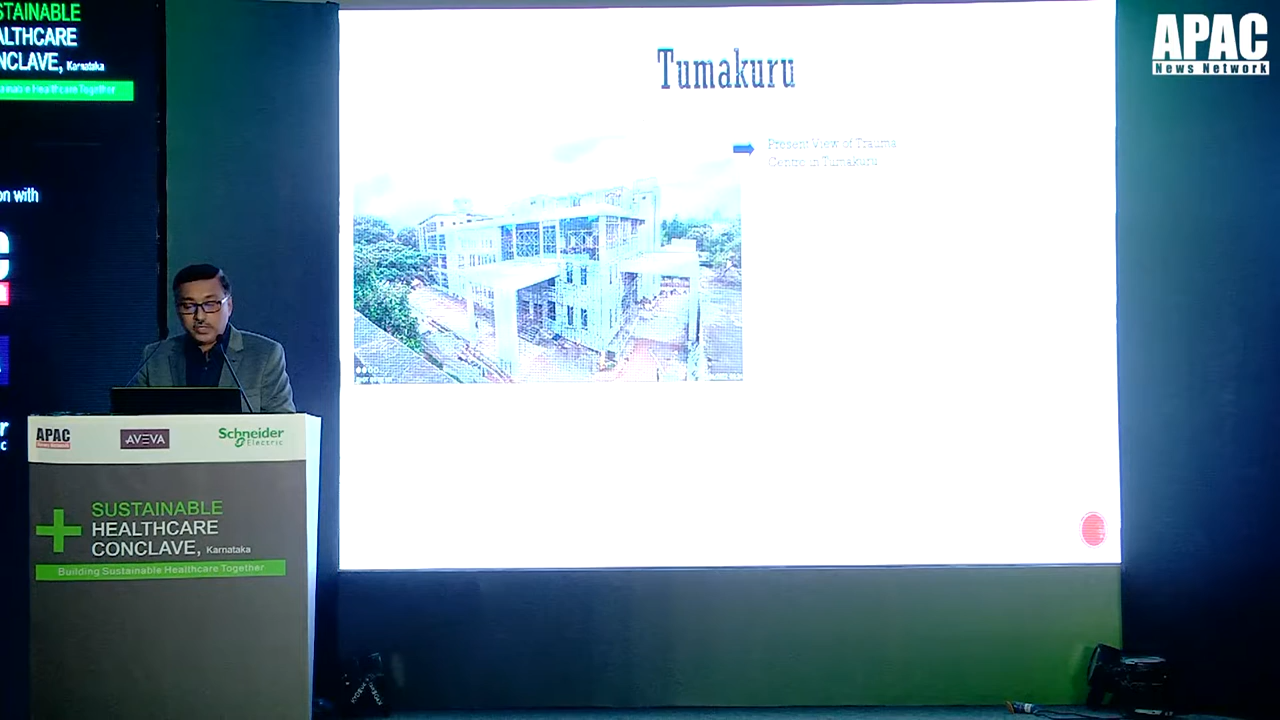 STAINABLE
ALTHCARE
NCLAVE, Karnataka
on with
Tumakuru
Present View of Trauma
Centre in Tumakuru
APAC
News Network
APAC
AVEVA
Schneider
Electric
SUSTAINABLE
HEALTHCARE
CONCLAVE, Karnataka
Building Sustainable Healthcare Together